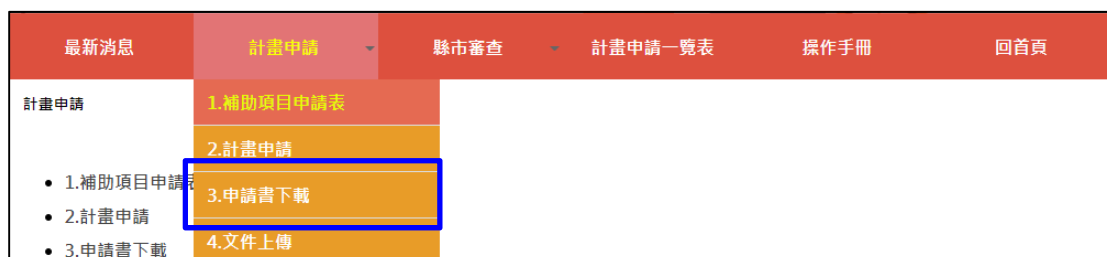 最新消息 計畫申請 縣市審查 計畫申請一覽表 操作手冊 回首頁
計畫申請
1.補助項目申請表
2.計畫申請
3.申請書下載
4.文件上傳
1.補助項目申請
2.計畫申請
3.申請書下載